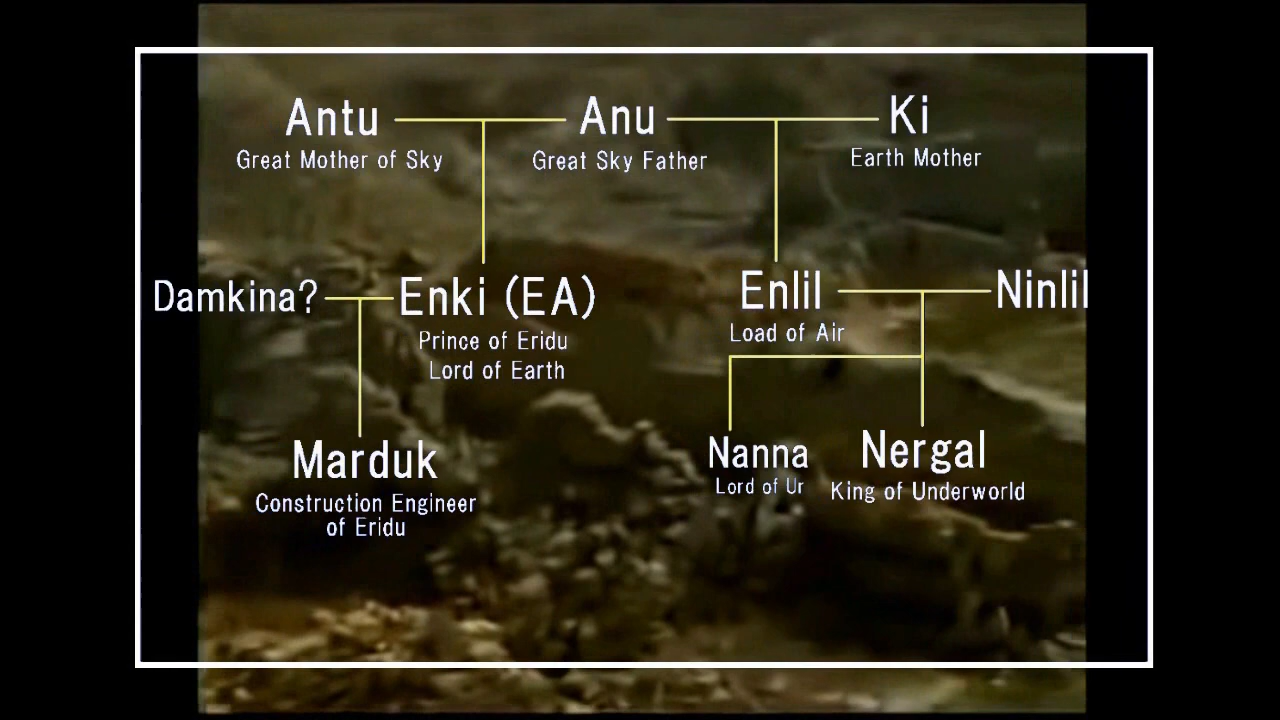 Antu
Anu
Ki
Great Mother of Sky
Great Sky Father
Earth Mother
Damkina?
Enki (EA)
Enlil
Ninlil
Prince of Eridu
Load of Air
Lord of Earth
Marduk
Nanna
Nergal
Construction Engineer
of Eridu
Lord of Ur
King of Underworld